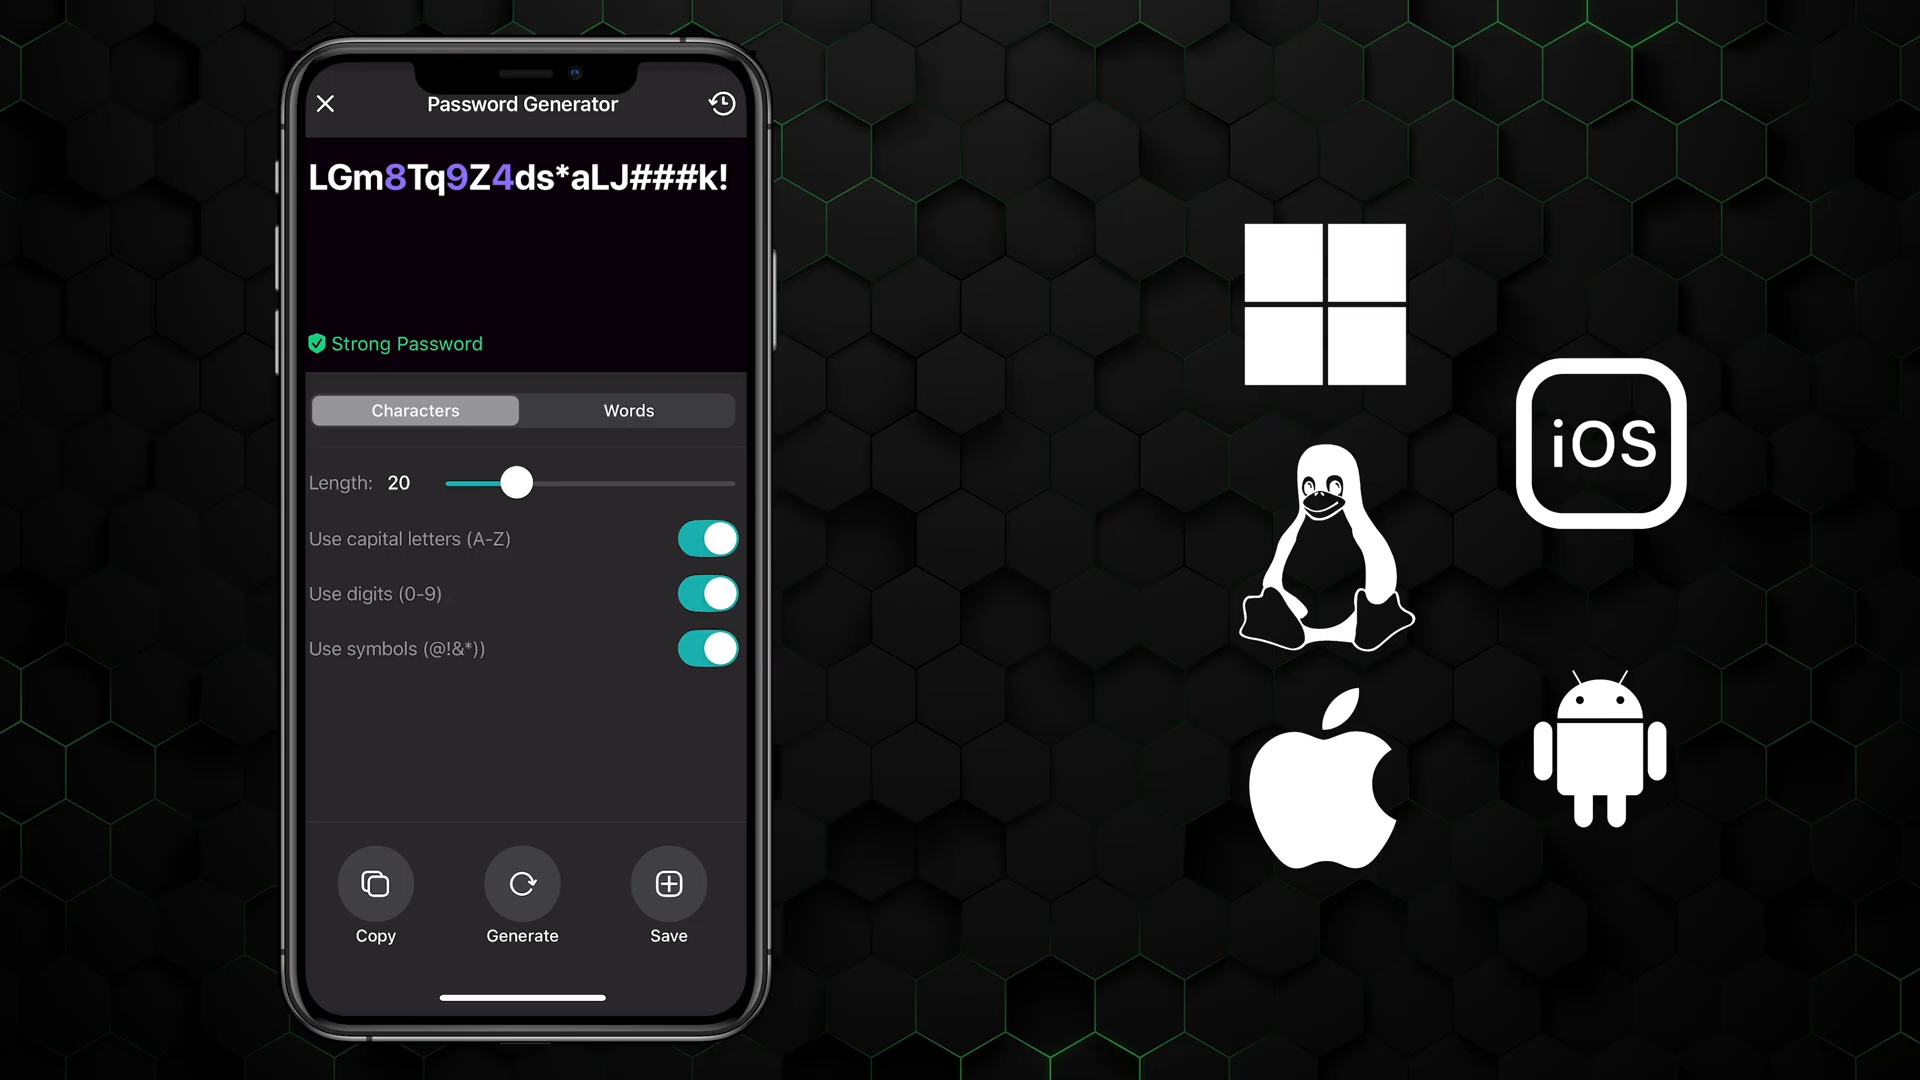 Password Generator
LGm8Tq9Z4ds*aLJ###k!
Strong Password
Characters Words
Length: 20
Use capital letters (A-Z)
Use digits (0-9)
Use symbols (@!&*))
Copy Generate Save
iOS